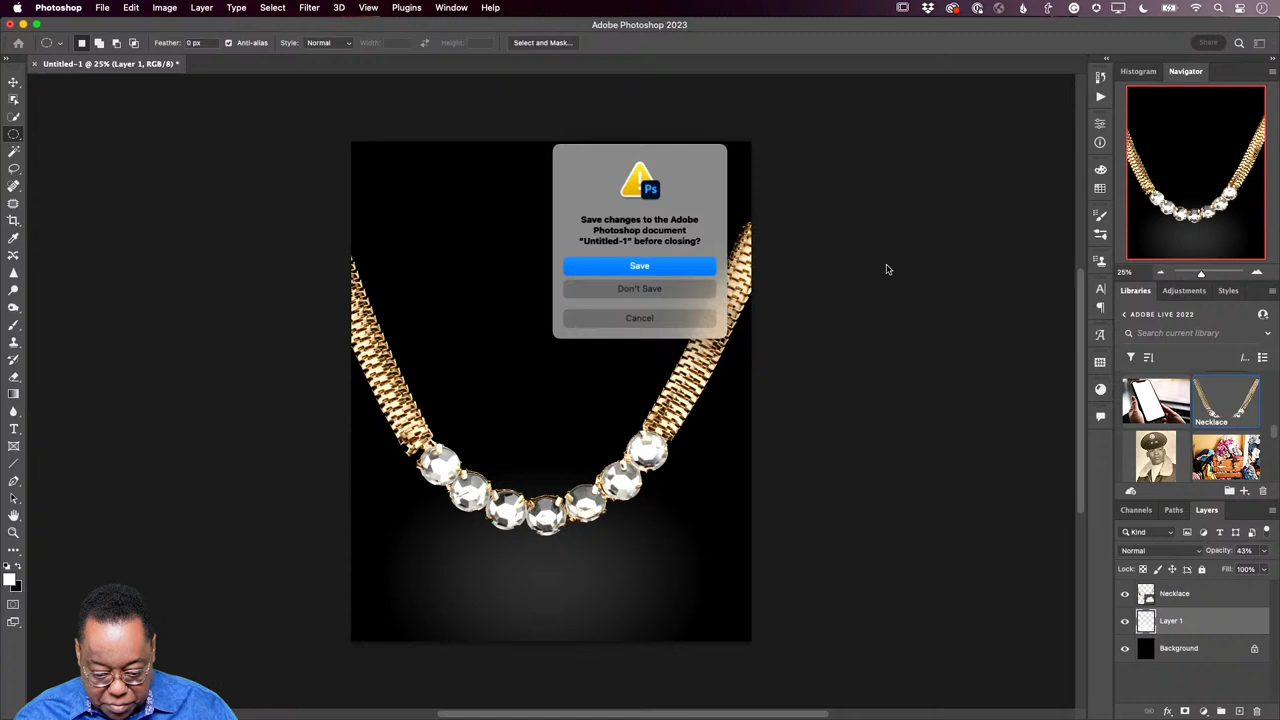 Photoshop File Edit Image Layer Type Select Filter 3D View Plugins Window Help
Adobe Photoshop 2023
Feather: 0 px Anti-alias Style: Normal Width: Height: Select and Mask... Share
Untitled-1 @ 25% (Layer 1, RGB/8) *
Histogram Navigator
Ps
Save changes to the Adobe
Photoshop document
"Untitled-1" before closing?
Save
Don't Save
Cancel
25%
Libraries Adjustments Styles
ADOBE LIVE 2022
Search current library
Necklace
Channels Paths Layers
Kind
Normal Opacity: 43%
Lock: Fill: 100%
Necklace
Layer 1
Background